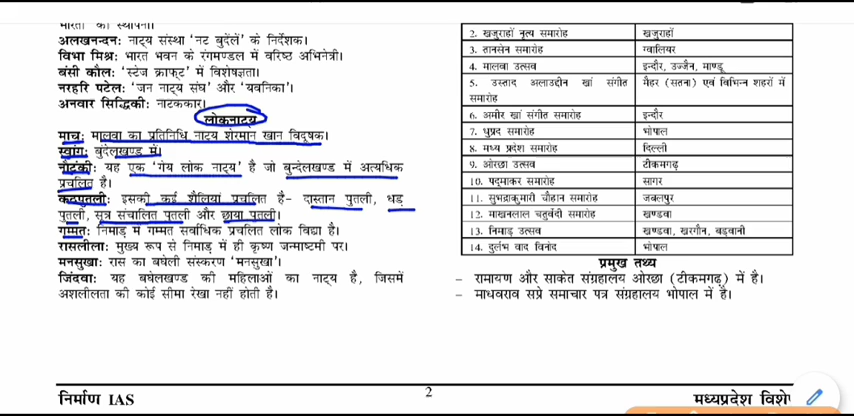 भारती की स्थापना।
अलखनन्दन: नाट्य संस्था 'नट बुदेंलें' के निर्देशक।
विभा मिश्र: भारत भवन के रंगमण्डल में वरिष्ठ अभिनेत्री।
बंसी कौल: 'स्टेज क्राफ्ट' में विशेषज्ञता।
नरहरि पटेल: 'जन नाट्य संघ' और 'यवनिका'।
अनवार सिद्धिकी: नाटककार।
लोकनाट्य
माच: मालवा का प्रतिनिधि नाट्य शेरमान खान विदूषक।
स्वांग: बुंदेलखण्ड में।
नौटंकी: यह एक 'गेय लोक नाट्य' है जो बुन्देलखण्ड में अत्यधिक
प्रचलित है।
कठपुतली: इसकी कई शैलियां प्रचलित है- दास्तान पुतली, धड़
पुतली, सूत्र संचालित पुतली और छाया पुतली।
गम्मत: निमाड़ में गम्मत सर्वाधिक प्रचलित लोक विद्या है।
रासलीला: मुख्य रूप से निमाड़ में ही कृष्ण जन्माष्टमी पर।
मनसुखा: रास का बघेली संस्करण 'मनसुखा'।
जिंदवा: यह बघेलखण्ड की महिलाओं का नाट्य है, जिसमें
अशलीलता की कोई सीमा रेखा नहीं होती है।
2. खजुराहों नृत्य समारोह खजुराहों
3. तानसेन समारोह ग्वालियर
4. मालवा उत्सव इन्दौर, उज्जैन, माण्डू
5. उस्ताद अलाउद्दीन खां संगीत मैहर (सतना) एवं विभिन्न शहरों में
समारोह
6. अमीर खां संगीत समारोह इन्दौर
7. ध्रुपद समारोह भोपाल
8. मध्य प्रदेश समारोह दिल्ली
9. ओरछा उत्सव टीकमगढ़
10. पदमाकर समारोह सागर
11. सुभद्राकुमारी चौहान समारोह जबलपुर
12. माखनलाल चतुर्वेदी समारोह खण्डवा
13. निमाड़ उत्सव खण्डवा, खरगीन, बड़वानी
14. दुर्लभ वाद्य विनोद भोपाल
प्रमुख तथ्य
– रामायण और साकेत संग्रहालय ओरछा (टीकमगढ़) में है।
– माधवराव सप्रे समाचार पत्र संग्रहालय भोपाल में है।
निर्माण IAS 2 मध्यप्रदेश